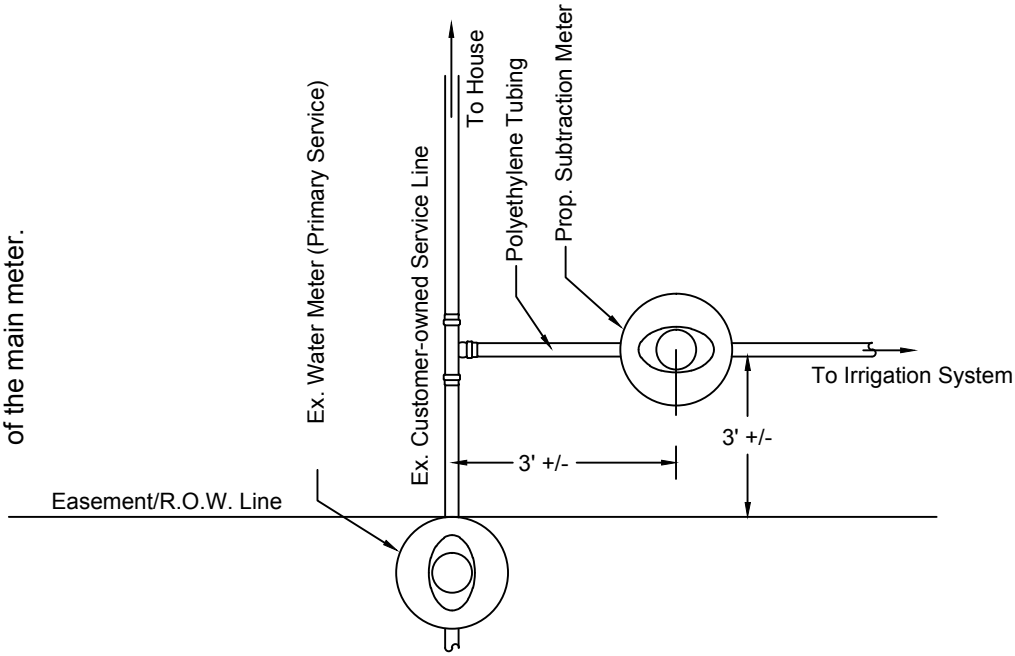 of the main meter.
Ex. Water Meter (Primary Service)
Ex. Customer-owned Service Line
To House
Polyethylene Tubing
Prop. Subtraction Meter
To Irrigation System
3' +/-
3' +/-
Easement/R.O.W. Line